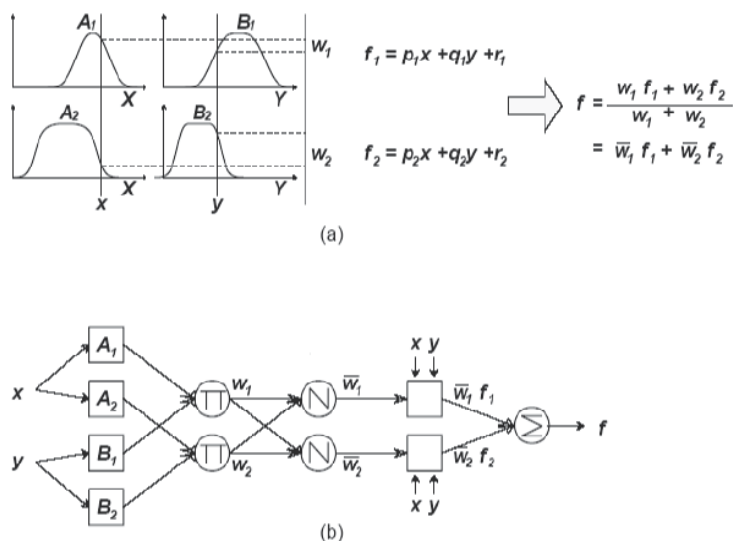 A₁ B₁
w₁ f₁ = p₁x + q₁y + r₁
X Y
f = w₁ f₁ + w₂ f₂ / w₁ + w₂
= w̅₁ f₁ + w̅₂ f₂
A₂ B₂
w₂ f₂ = p₂x + q₂y + r₂
X Y
x y
(a)
A₁
x y
x A₂ Π w₁ N w̅₁ w̅₁ f₁
Σ f
y B₁ Π w₂ N w̅₂ w̅₂ f₂
B₂
x y
(b)